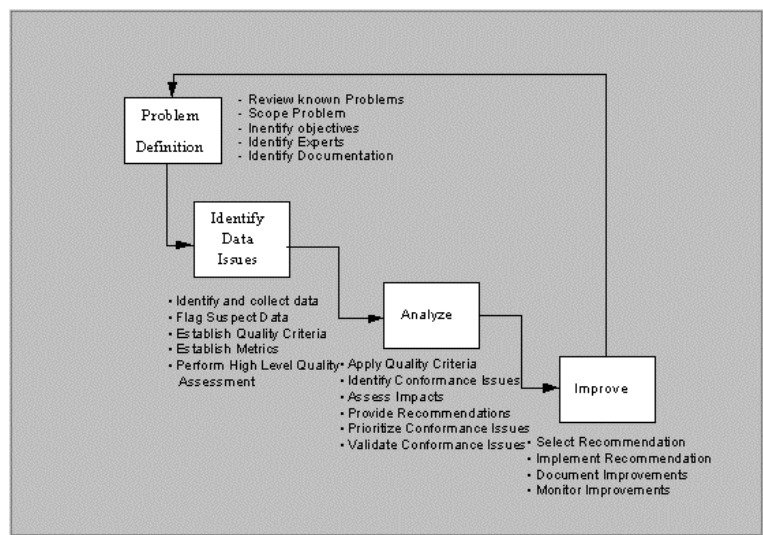 Problem
Definition
- Review known Problems
- Scope Problem
- Inentify objectives
- Identify Experts
- Identify Documentation
Identify
Data
Issues
• Identify and collect data
• Flag Suspect Data
• Establish Quality Criteria
• Establish Metrics
• Perform High Level Quality
Assessment
Analyze
• Apply Quality Criteria
• Identify Conformance Issues
• Assess Impacts
• Provide Recommendations
• Prioritize Conformance Issues
• Validate Conformance Issues
Improve
• Select Recommendation
• Implement Recommendation
• Document Improvements
• Monitor Improvements